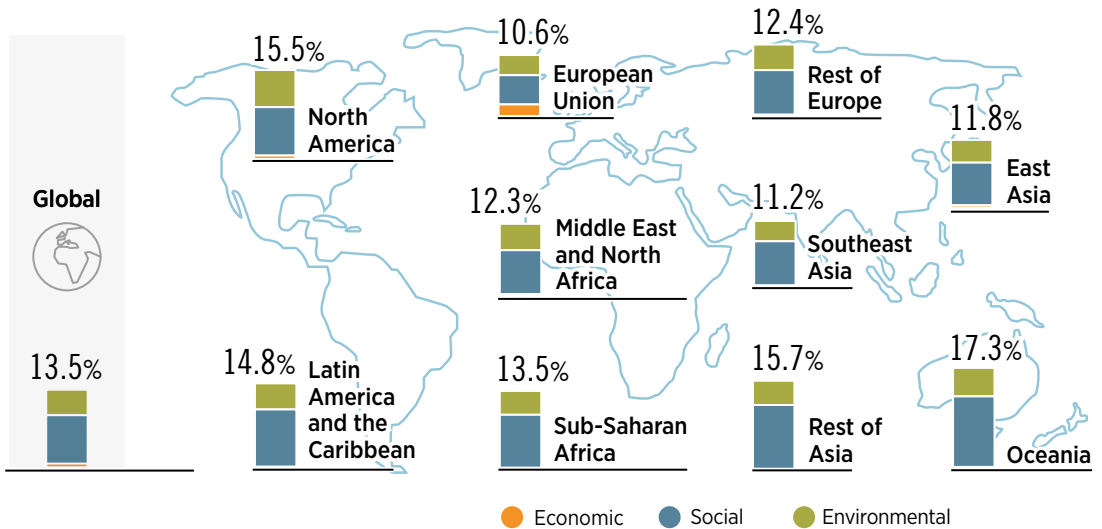 Global
13.5%
15.5%
North
America
10.6%
European
Union
12.4%
Rest of
Europe
11.8%
East
Asia
12.3%
Middle East
and North
Africa
11.2%
Southeast
Asia
14.8%
Latin
America
and the
Caribbean
13.5%
Sub-Saharan
Africa
15.7%
Rest of
Asia
17.3%
Oceania
Economic
Social
Environmental